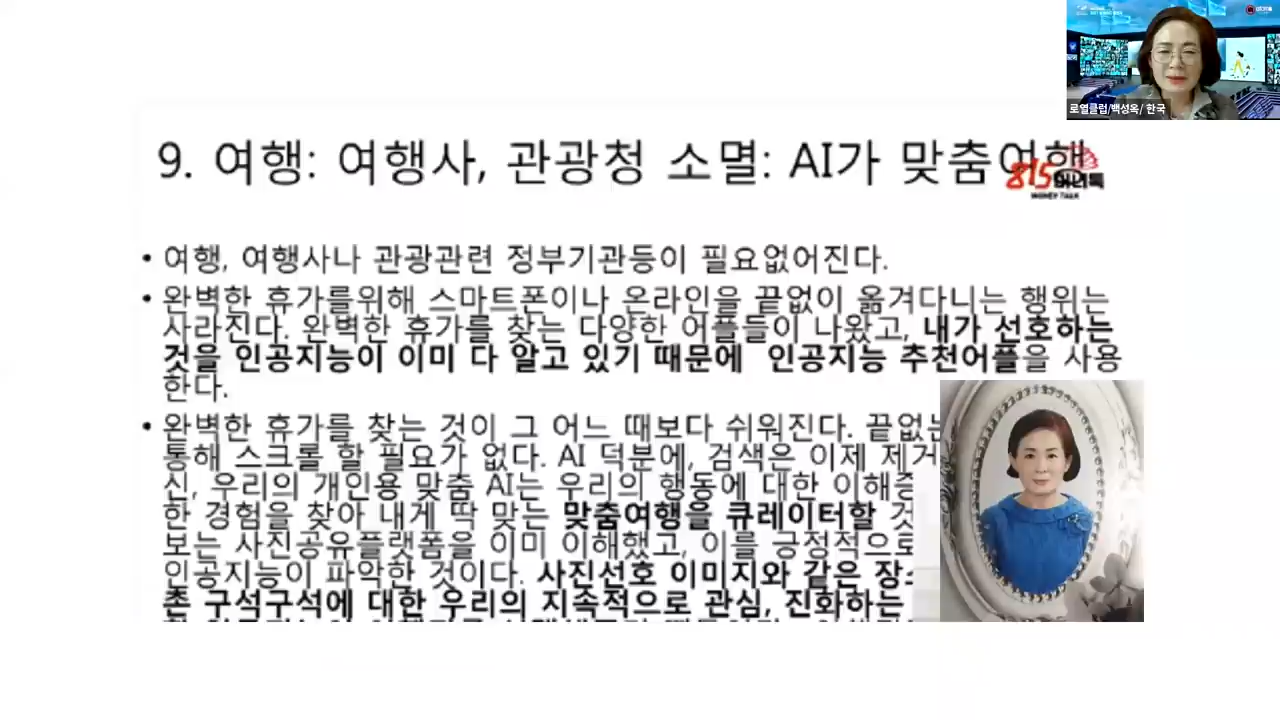 로열클럽/백성옥/ 한국
9. 여행: 여행사, 관광청 소멸: AI가 맞춤여행
815머니톡
MONEY TALK
• 여행, 여행사나 관광관련 정부기관등이 필요없어진다.
• 완벽한 휴가를위해 스마트폰이나 온라인을 끝없이 옮겨다니는 행위는
사라진다. 완벽한 휴가를 찾는 다양한 어플들이 나왔고, 내가 선호하는
것을 인공지능이 이미 다 알고 있기 때문에 인공지능 추천어플을 사용
한다.
• 완벽한 휴가를 찾는 것이 그 어느 때보다 쉬워진다. 끝없는
통해 스크롤 할 필요가 없다. AI 덕분에, 검색은 이제 제거
신, 우리의 개인용 맞춤 AI는 우리의 행동에 대한 이해
한 경험을 찾아 내게 딱 맞는 맞춤여행을 큐레이터할
보는 사진공유플랫폼을 이미 이해했고, 이를 긍정적으로
인공지능이 파악한 것이다. 사진선호 이미지와 같은
존 구석구석에 대한 우리의 지속적으로 관심, 진화하는